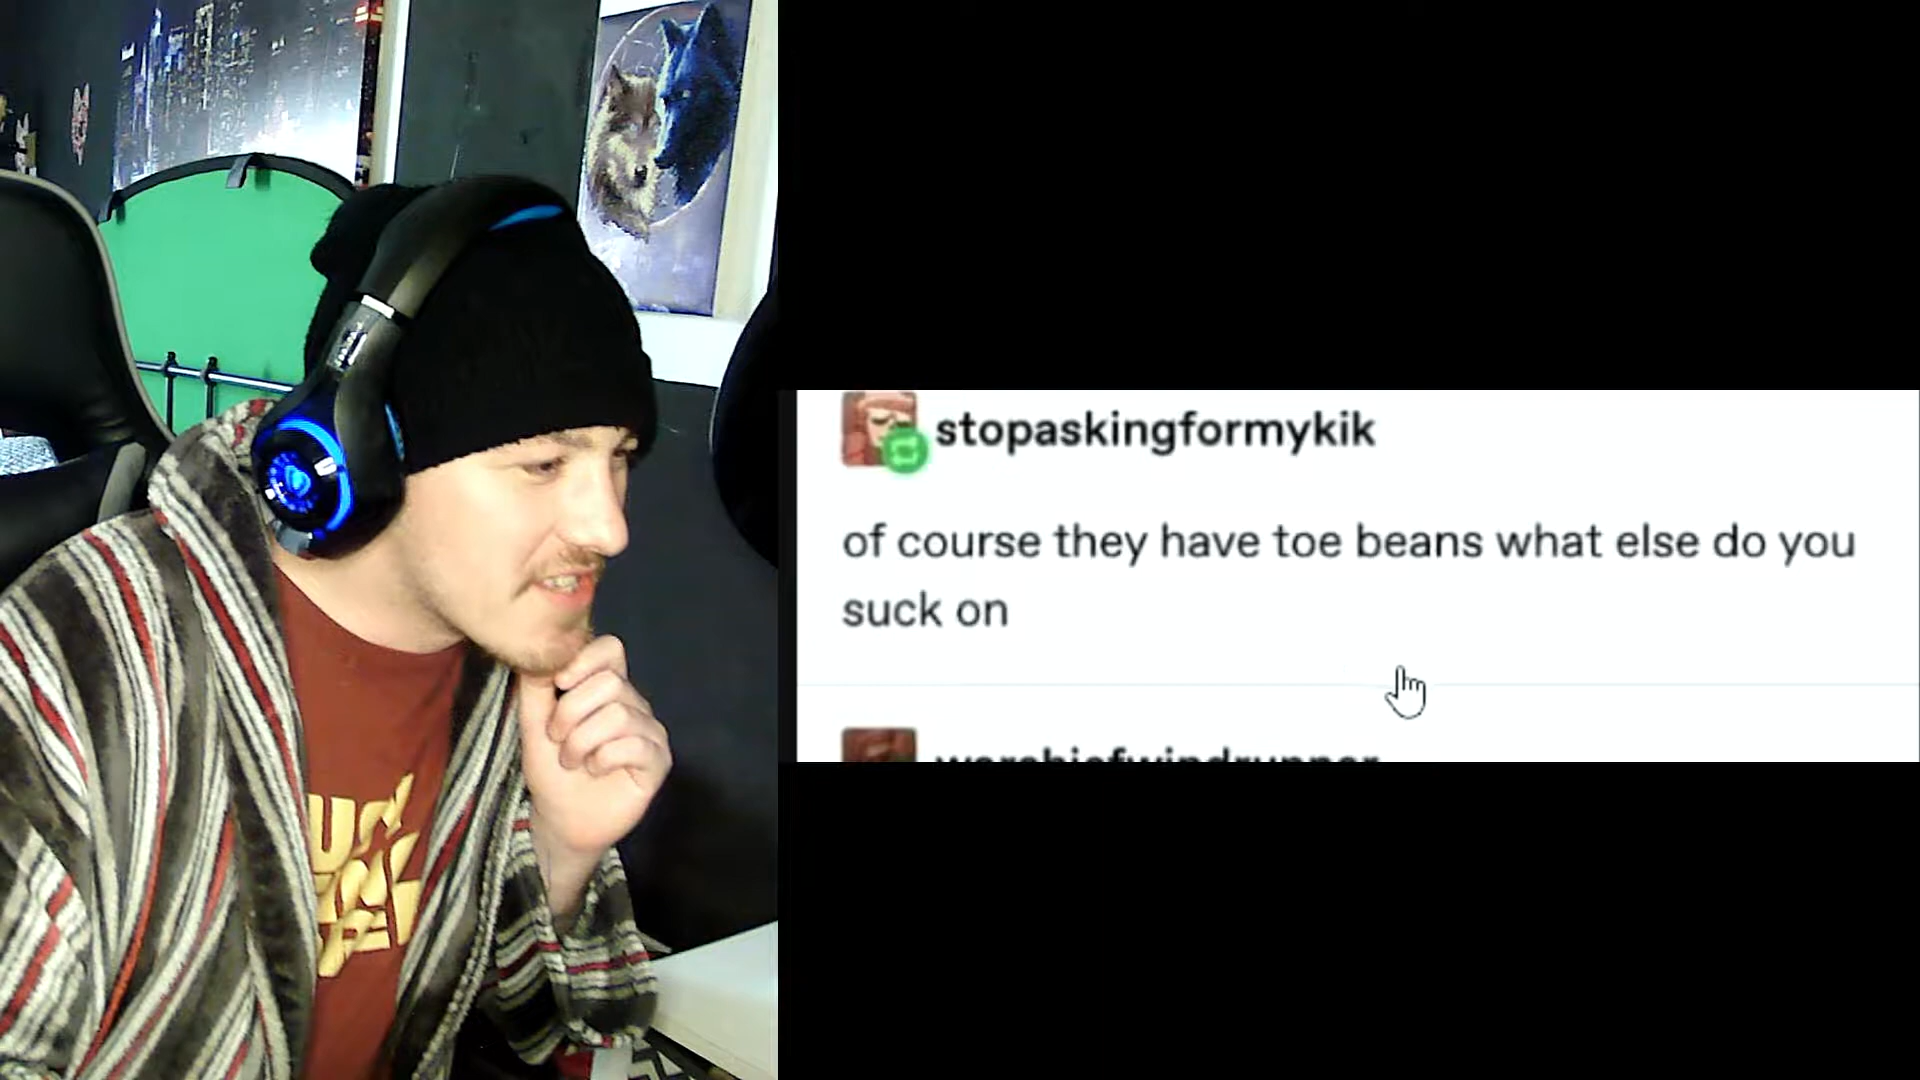 stopaskingformykik
of course they have toe beans what else do you
suck on